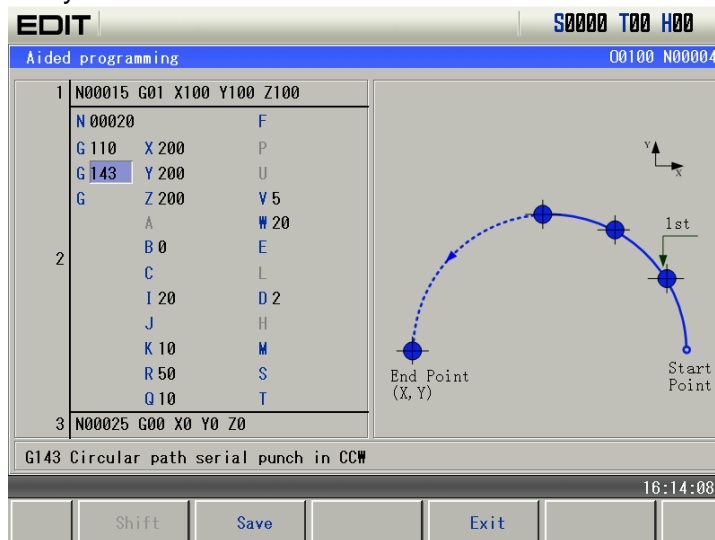 EDIT S0000 T00 H00
Aided programming O0100 N00004
1 N00015 G01 X100 Y100 Z100
N 00020 F
G 110 X 200 P
G 143 Y 200 U
G Z 200 V 5
A W 20
B 0 E
2
C L
I 20 D 2
J H
K 10 M
R 50 S
Q 10 T
3 N00025 G00 X0 Y0 Z0
Y
X
1st
Start
Point
End Point
(X, Y)
G143 Circular path serial punch in CCW
16:14:08
Shift Save Exit